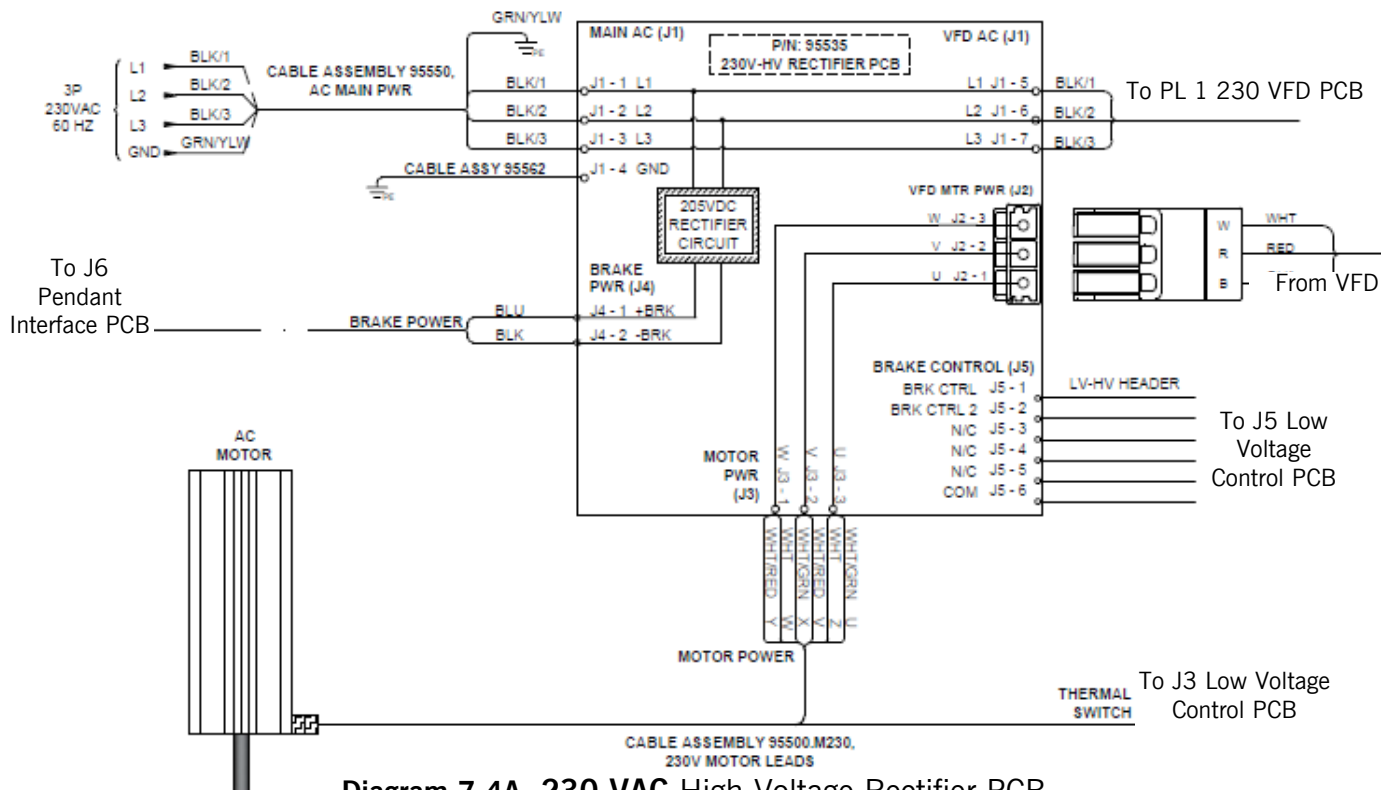 GRN/YLW
PE
MAIN AC (J1)
P/N: 95535
230V-HV RECTIFIER PCB
VFD AC (J1)
3P
230VAC
60 HZ
L1
BLK/1
L2
BLK/2
L3
BLK/3
GND
GRN/YLW
CABLE ASSEMBLY 95550,
AC MAIN PWR
BLK/1
J1 - 1 L1
BLK/2
J1 - 2 L2
BLK/3
J1 - 3 L3
L1 J1 - 5
BLK/1
L2 J1 - 6
BLK/2
L3 J1 - 7
BLK/3
To PL 1 230 VFD PCB
CABLE ASSY 95562
J1 - 4 GND
PE
205VDC
RECTIFIER
CIRCUIT
VFD MTR PWR (J2)
W J2 - 3
V J2 - 2
U J2 - 1
W
WHT
R
RED
B
From VFD
To J6
Pendant
Interface PCB
BRAKE POWER
BLU
BLK
BRAKE
PWR (J4)
J4 - 1 +BRK
J4 - 2 -BRK
BRAKE CONTROL (J5)
BRK CTRL J5 - 1
BRK CTRL 2 J5 - 2
N/C J5 - 3
N/C J5 - 4
N/C J5 - 5
COM J5 - 6
LV-HV HEADER
To J5 Low
Voltage
Control PCB
AC
MOTOR
MOTOR
PWR
(J3)
W J3 - 1
V J3 - 2
U J3 - 3
WHT/RED Y
WHT W
WHT/GRN X
WHT/RED V
WHT Z
WHT/GRN U
MOTOR POWER
THERMAL
SWITCH
To J3 Low Voltage
Control PCB
CABLE ASSEMBLY 95500.M230,
230V MOTOR LEADS
Diagram 7-4A 230 VAC High Voltage Rectifier PCB